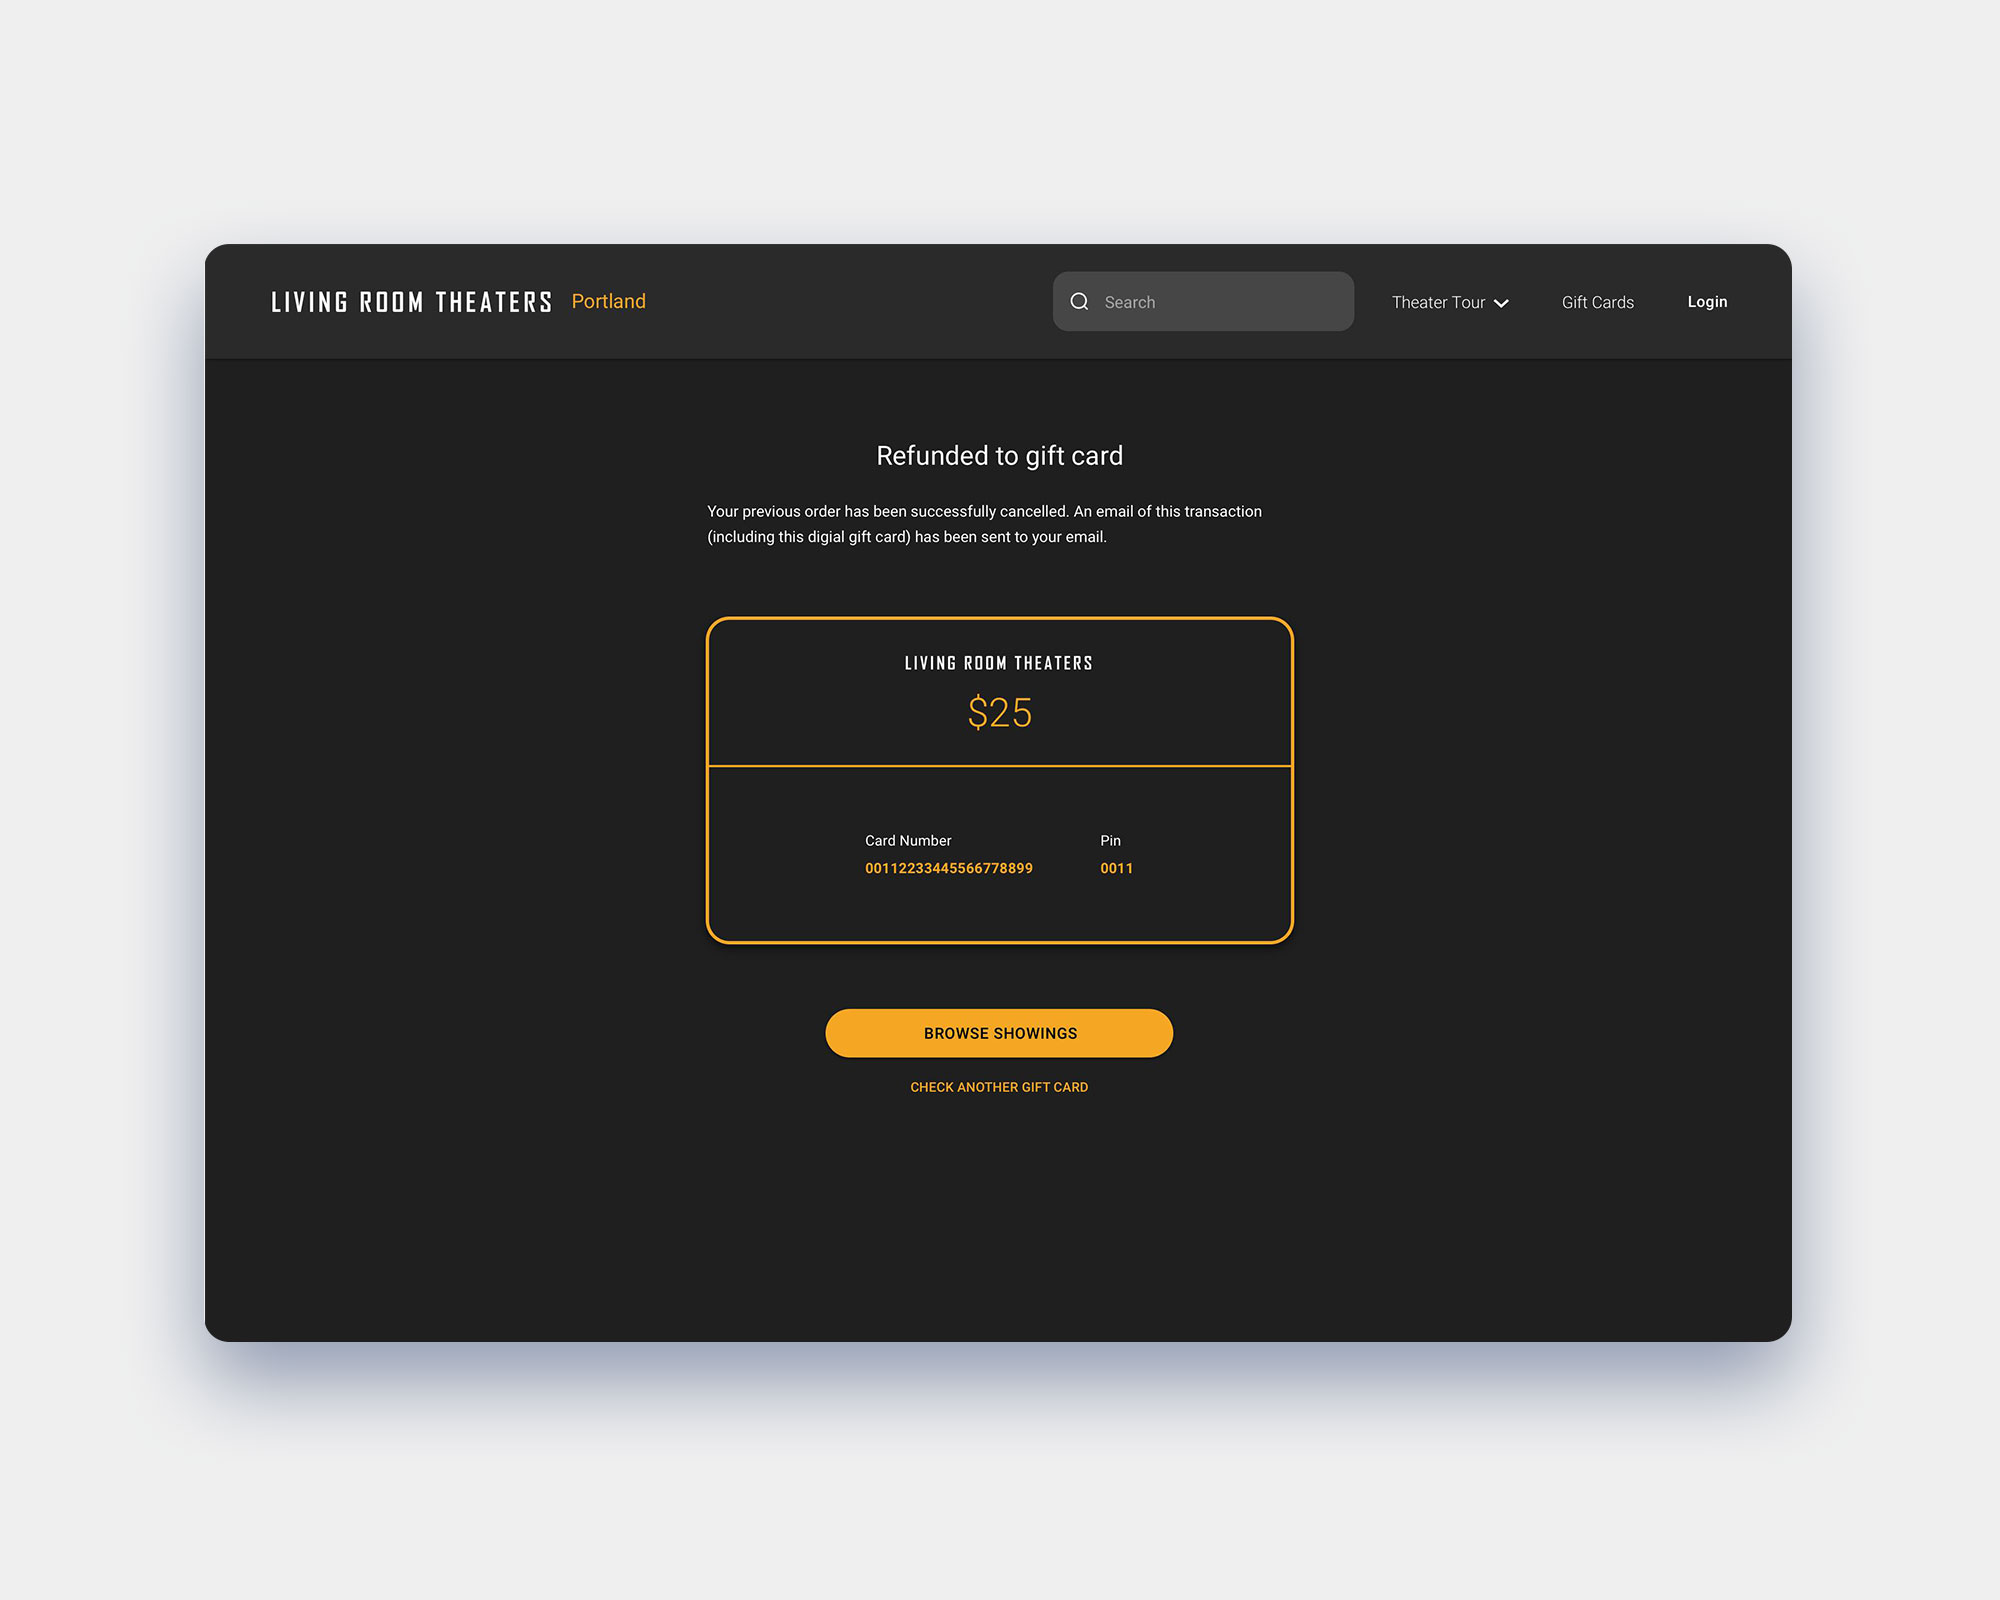 LIVING ROOM THEATERS Portland
Search
Theater Tour
Gift Cards
Login
Refunded to gift card
Your previous order has been successfully cancelled. An email of this transaction
(including this digial gift card) has been sent to your email.
LIVING ROOM THEATERS
$25
Card Number
00112233445566778899
Pin
0011
BROWSE SHOWINGS
CHECK ANOTHER GIFT CARD